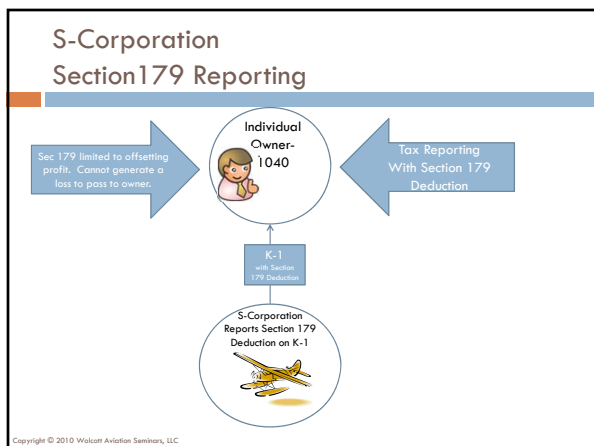 S-Corporation
Section179 Reporting
Individual
Owner-
1040
Sec 179 limited to offsetting
profit. Cannot generate a
loss to pass to owner.
Tax Reporting
With Section 179
Deduction
K-1
with Section
179 Deduction
S-Corporation
Reports Section 179
Deduction on K-1
Copyright © 2010 Wolcott Aviation Seminars, LLC